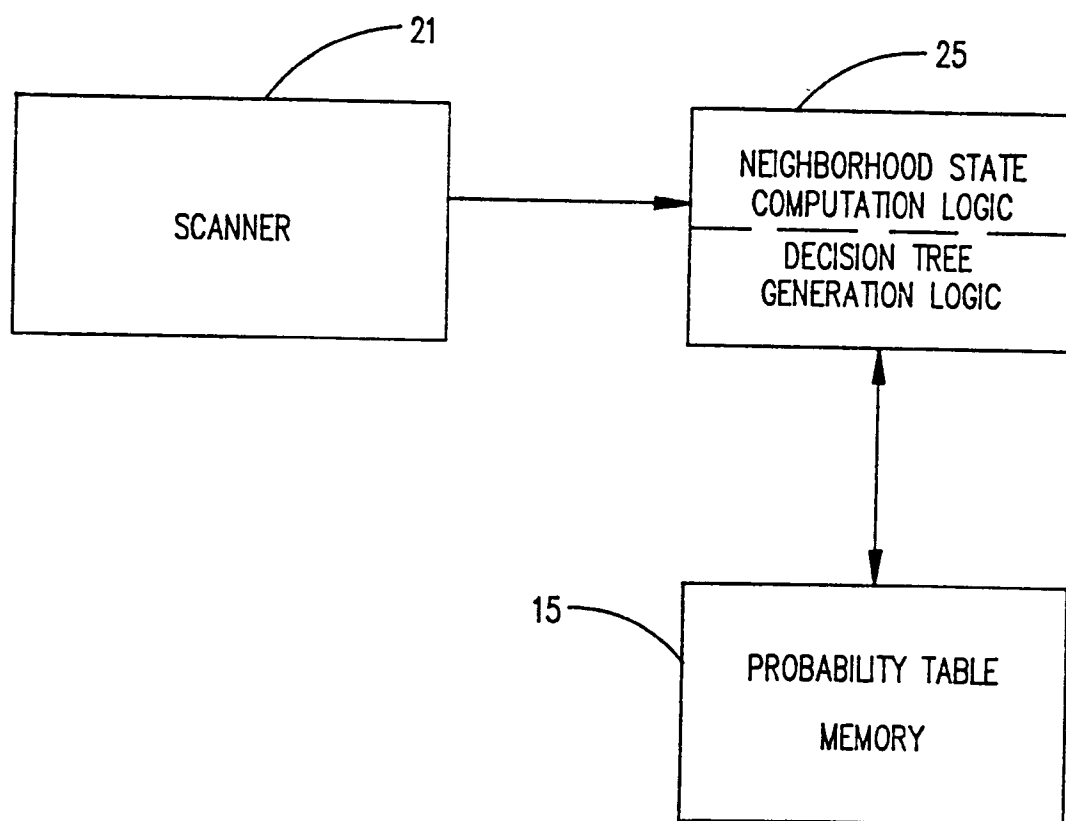 21
25
SCANNER
NEIGHBORHOOD STATE
COMPUTATION LOGIC
DECISION TREE
GENERATION LOGIC
15
PROBABILITY TABLE
MEMORY